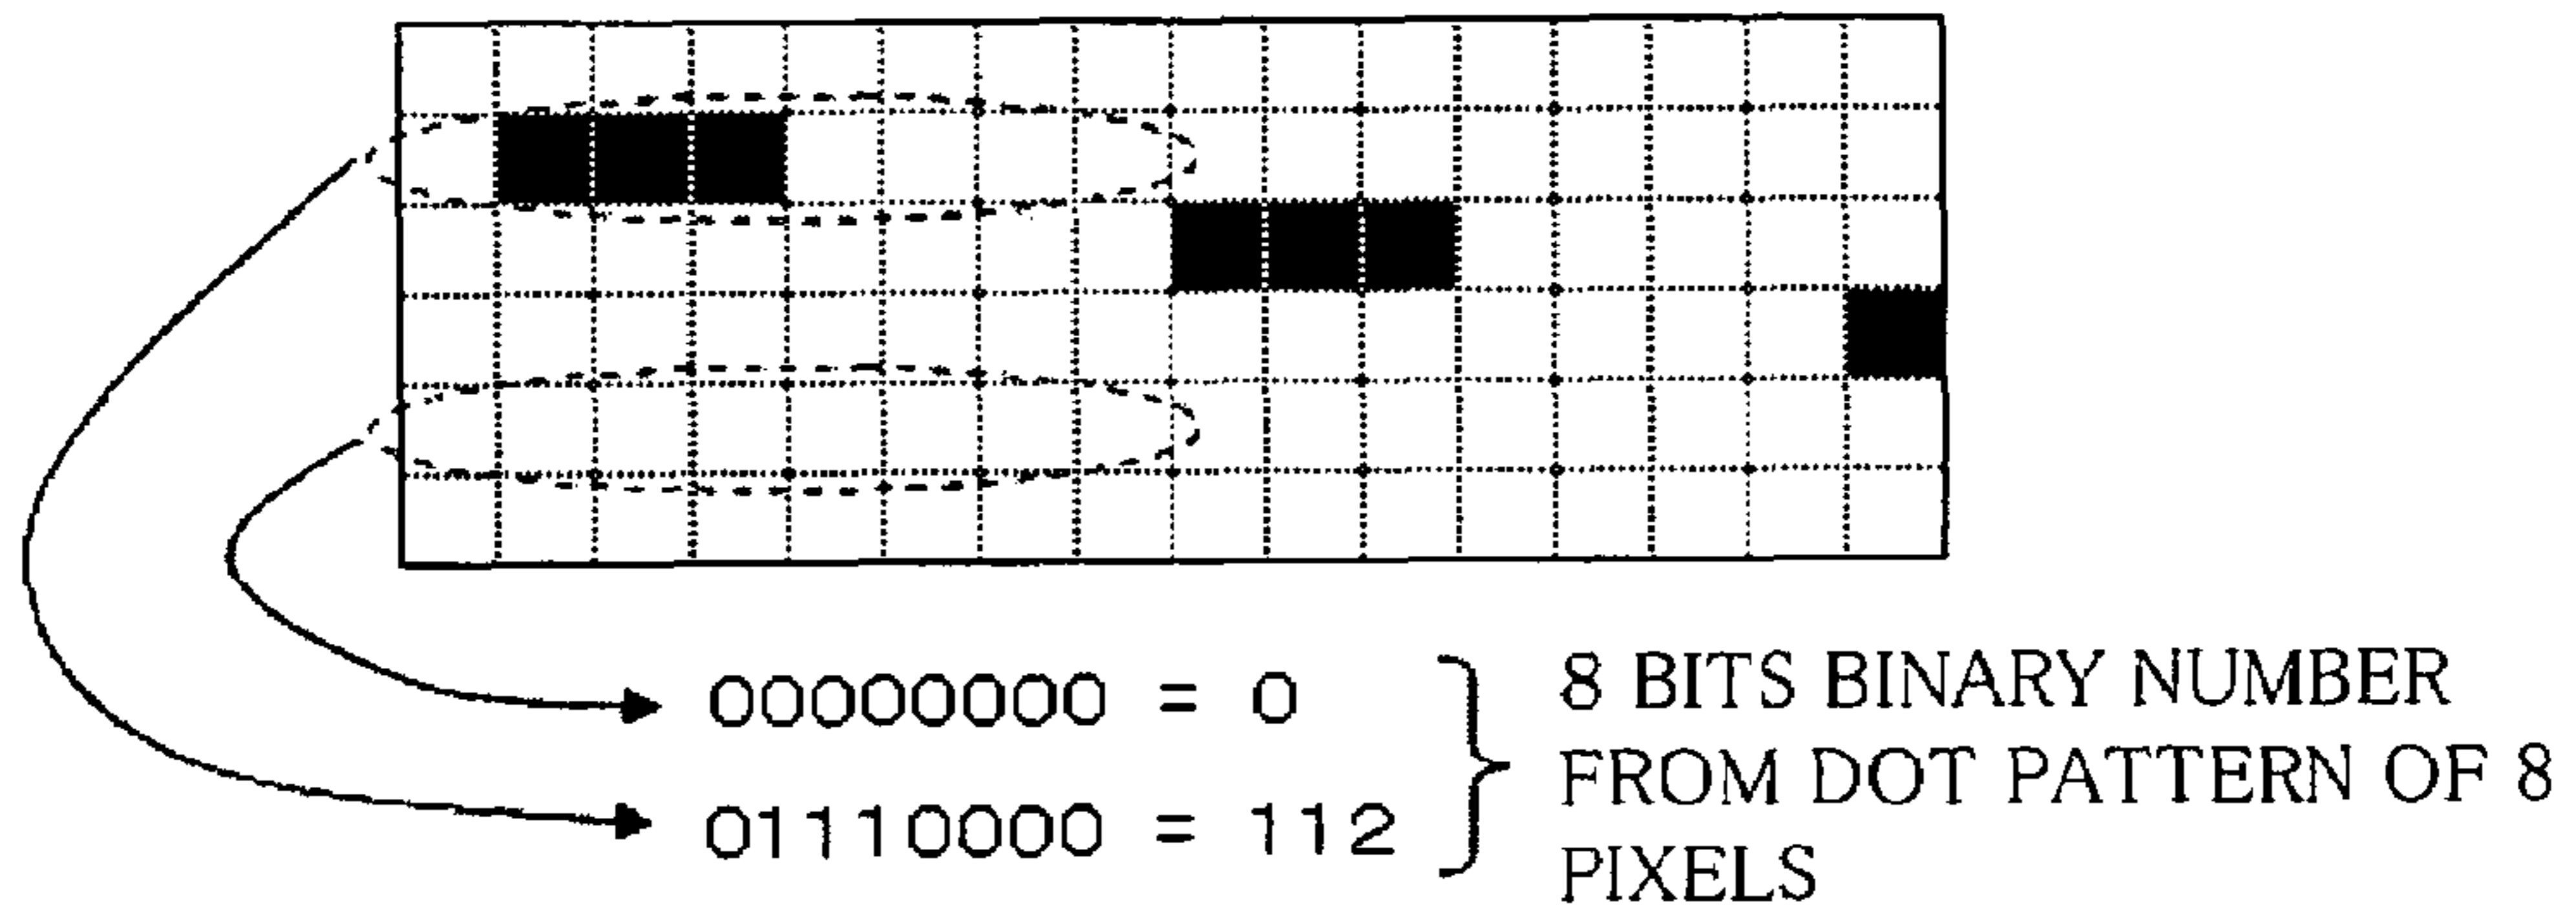 00000000 = 0
01110000 = 112
8 BITS BINARY NUMBER
FROM DOT PATTERN OF 8
PIXELS